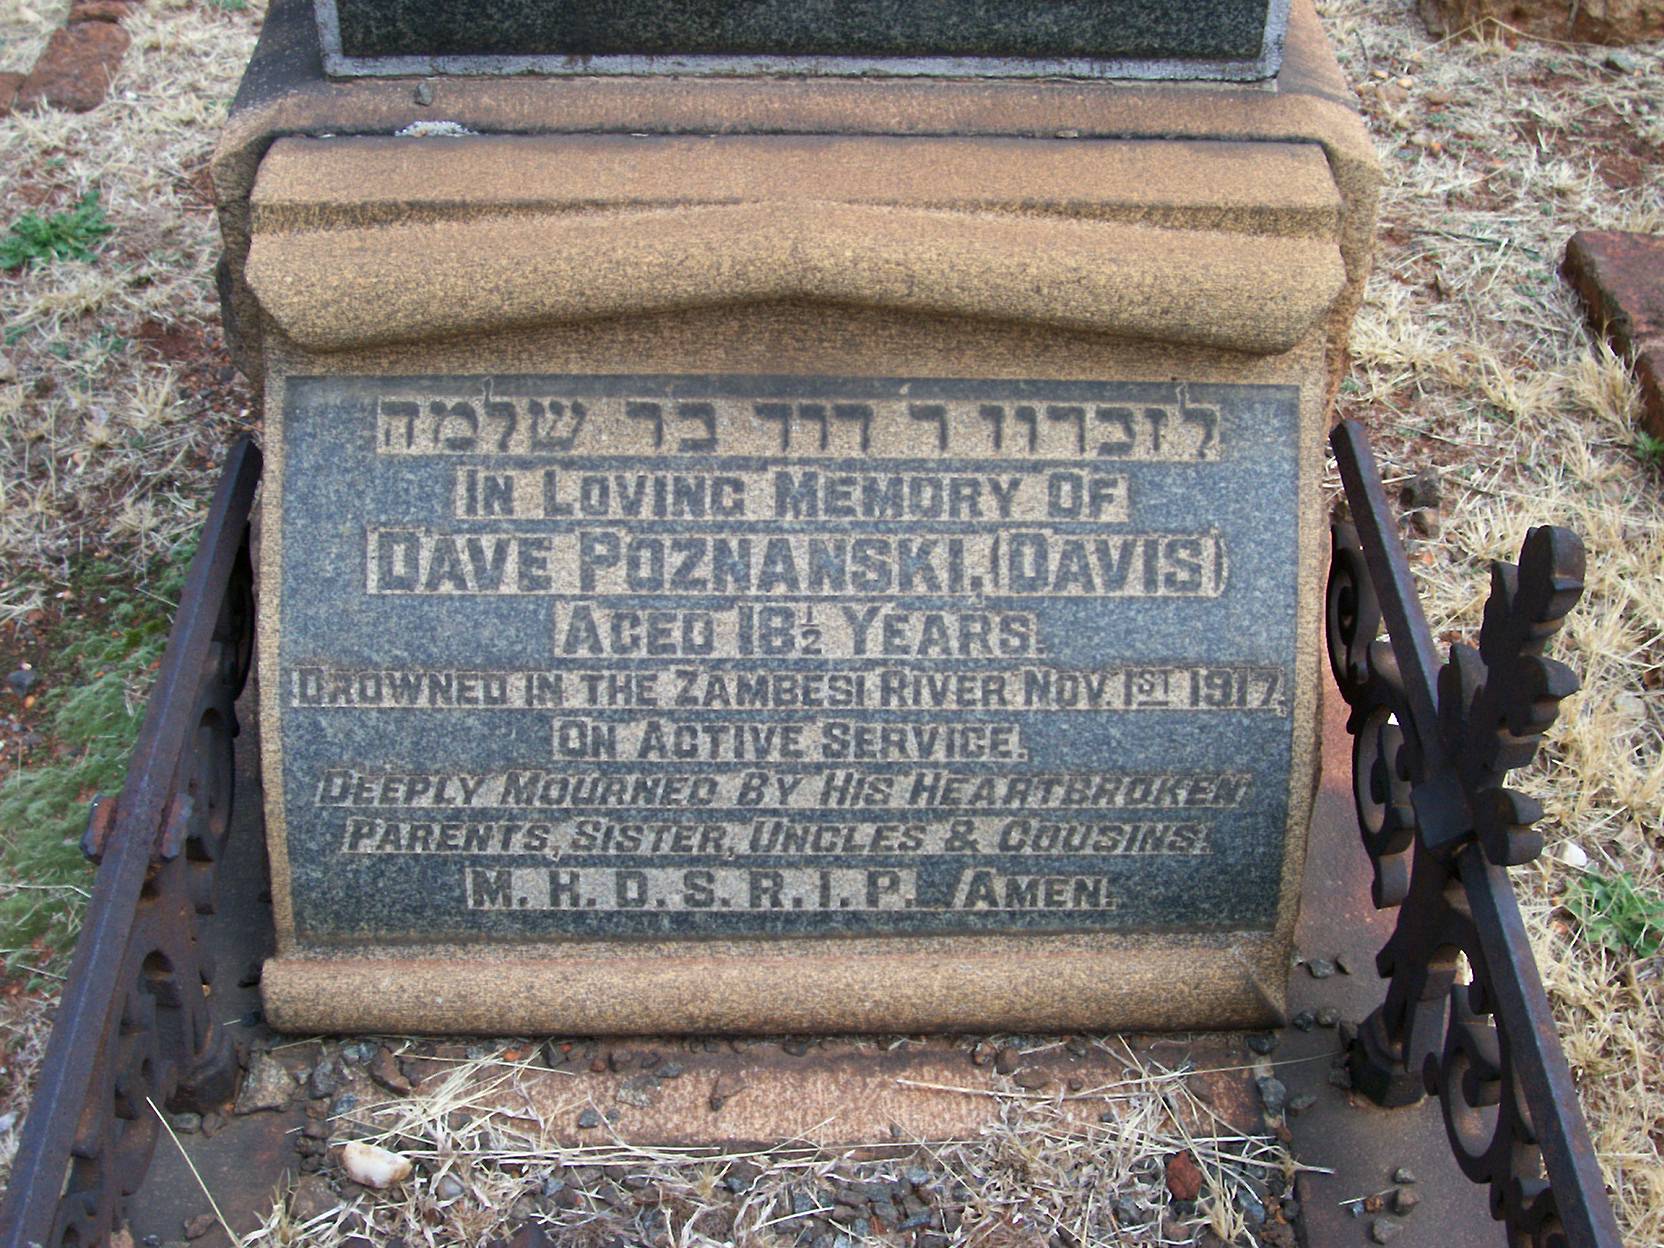 לזכרון ר דוד בר שלמה
IN LOVING MEMORY OF
DAVE POZNANSKI, (DAVIS)
AGED 18½ YEARS.
DROWNED IN THE ZAMBESI RIVER NOV. 1ST 1917.
ON ACTIVE SERVICE.
DEEPLY MOURNED BY HIS HEARTBROKEN
PARENTS, SISTER, UNCLES & COUSINS.
M. H. D. S. R. I. P. AMEN.